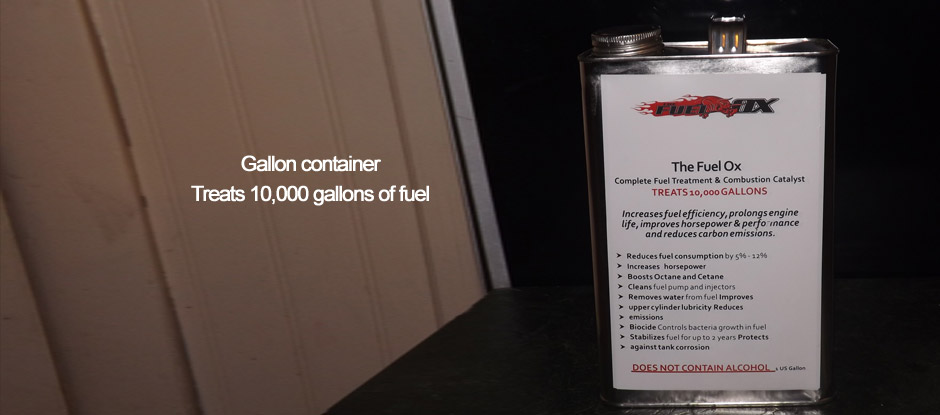 Gallon container
Treats 10,000 gallons of fuel
FUEL OX
The Fuel Ox
Complete Fuel Treatment & Combustion Catalyst
TREATS 10,000 GALLONS
Increases fuel efficiency, prolongs engine
life, improves horsepower & performance
and reduces carbon emissions.
➤ Reduces fuel consumption by 5% - 12%
➤ Increases horsepower
➤ Boosts Octane and Cetane
➤ Cleans fuel pump and injectors
➤ Removes water from fuel Improves
➤ upper cylinder lubricity Reduces
➤ emissions
➤ Biocide Controls bacteria growth in fuel
➤ Stabilizes fuel for up to 2 years Protects
➤ against tank corrosion
DOES NOT CONTAIN ALCOHOL 1 US Gallon